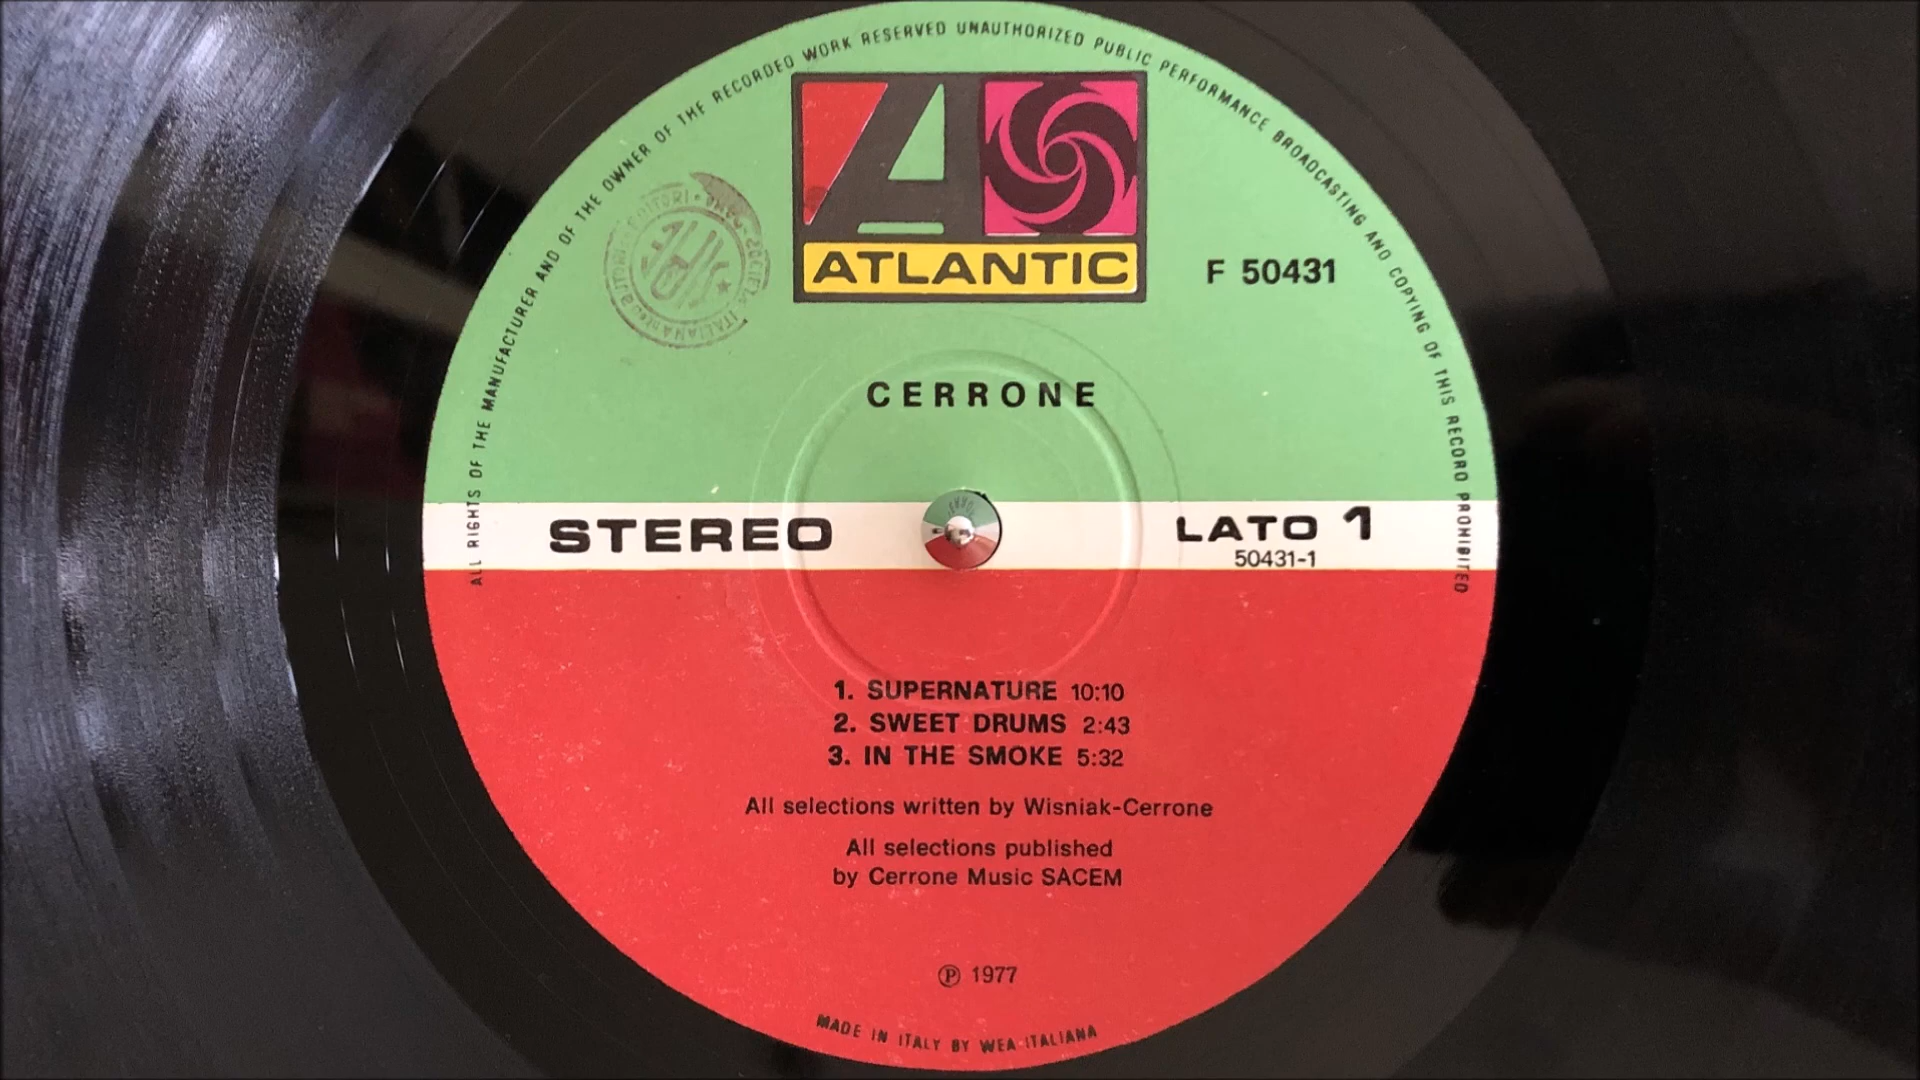 ALL RIGHTS OF THE MANUFACTURER AND OF THE OWNER OF THE RECORDED WORK RESERVED UNAUTHORIZED PUBLIC PERFORMANCE BROADCASTING AND COPYING OF THIS RECORD PROHIBITED
ATLANTIC
F 50431
CERRONE
STEREO
LATO 1
50431-1
1. SUPERNATURE 10:10
2. SWEET DRUMS 2:43
3. IN THE SMOKE 5:32
All selections written by Wisniak-Cerrone
All selections published
by Cerrone Music SACEM
Ⓟ 1977
MADE IN ITALY BY WEA ITALIANA